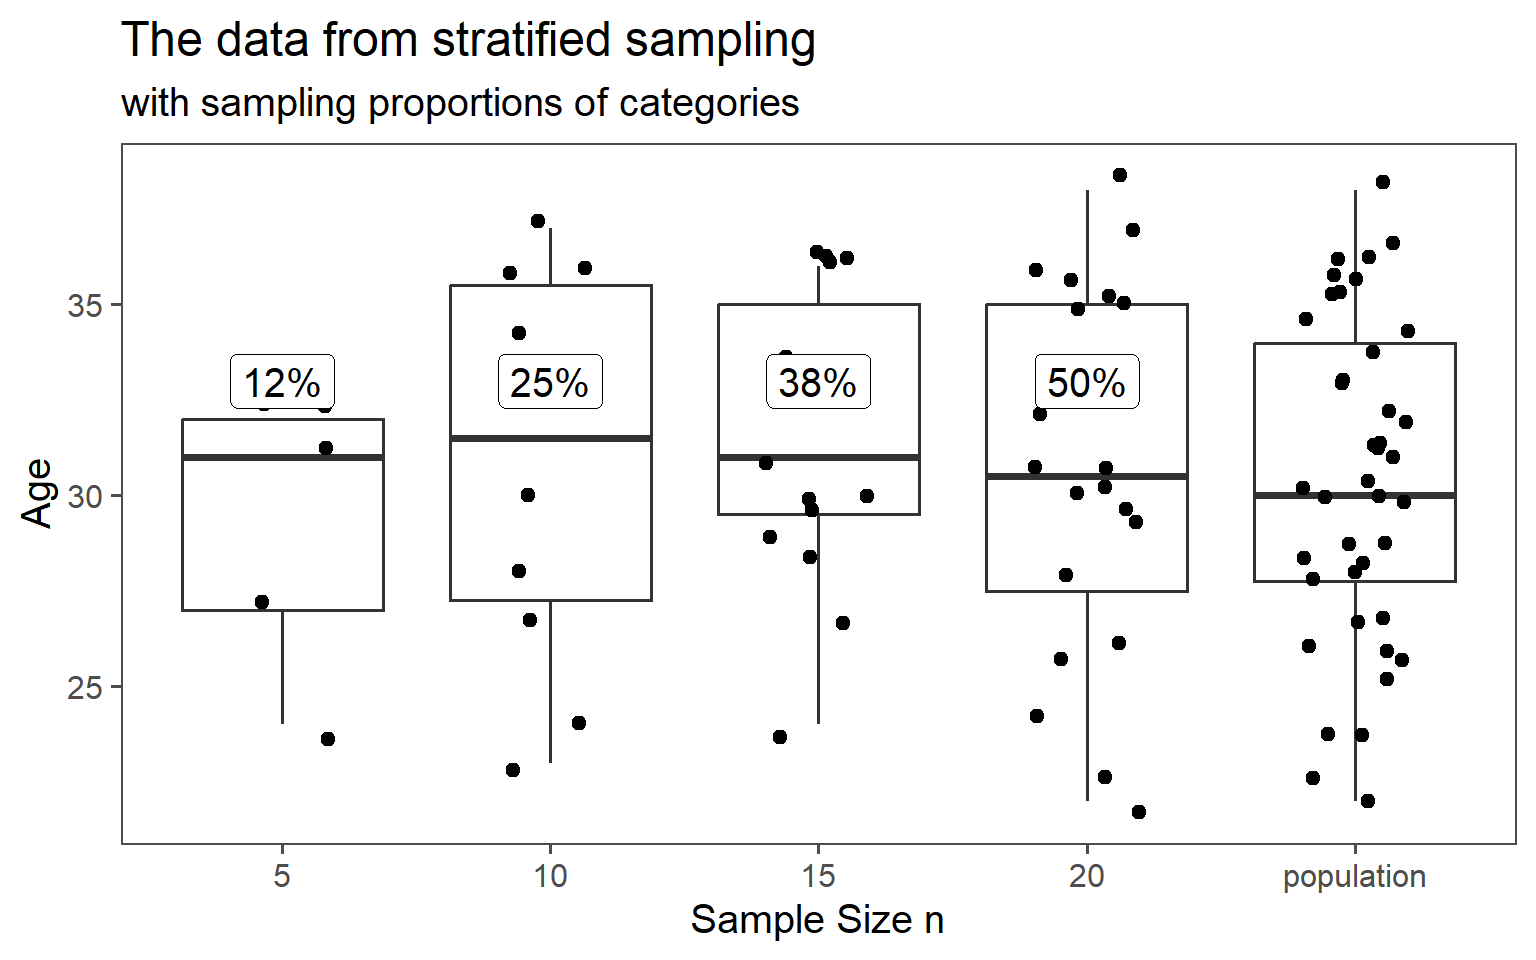 The data from stratified sampling
with sampling proportions of categories
Age
35
30
25
12%
25%
38%
50%
5
10
15
20
population
Sample Size n